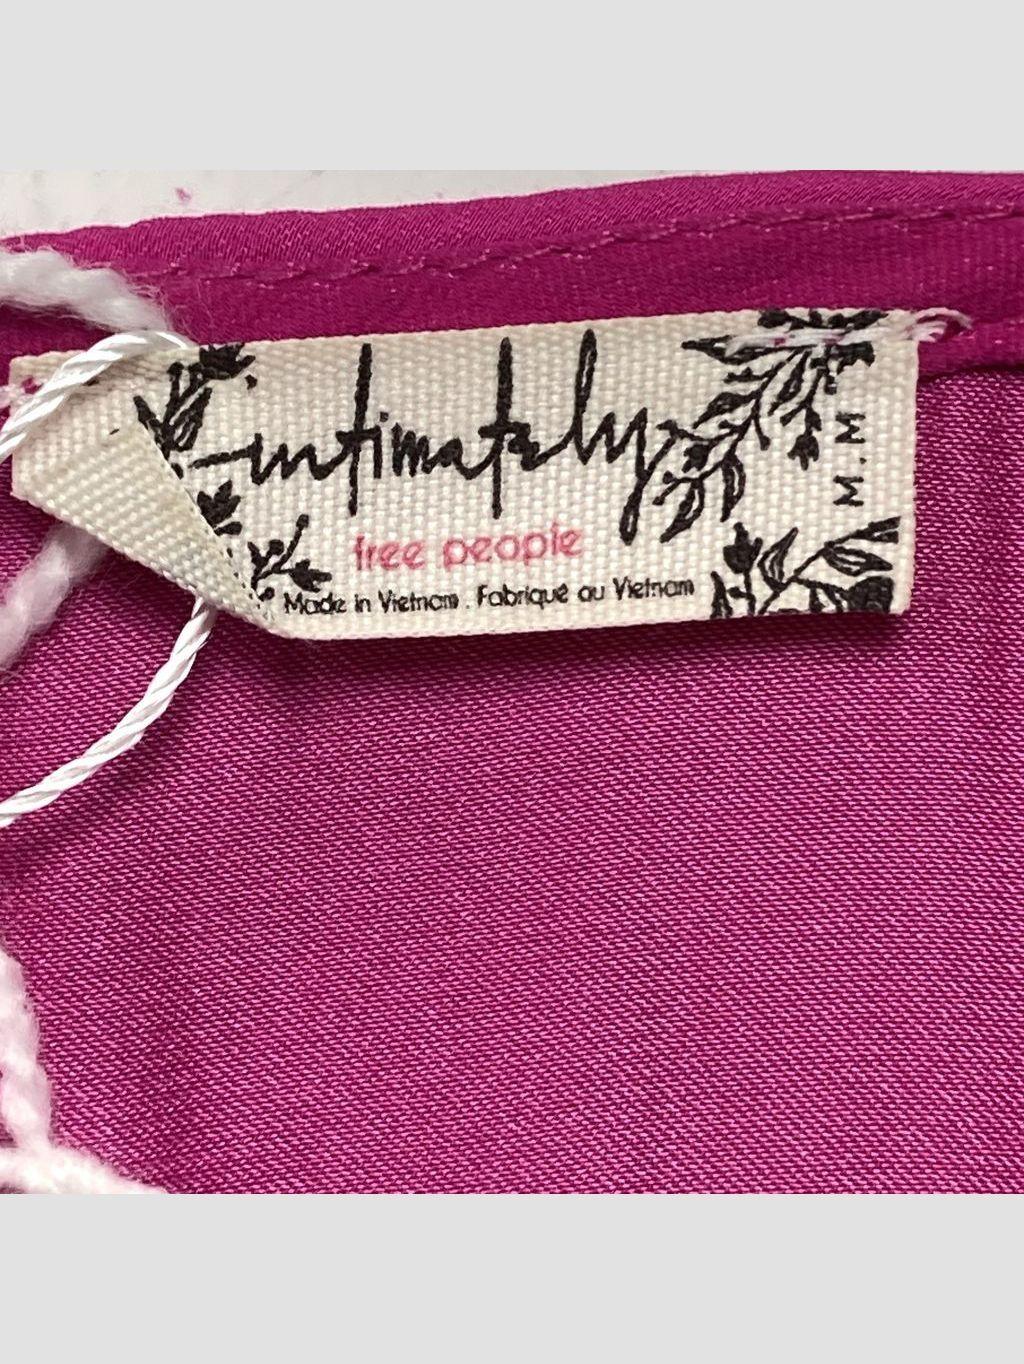 intimately
free people
Made in Vietnam . Fabriqué au Vietnam
M . M